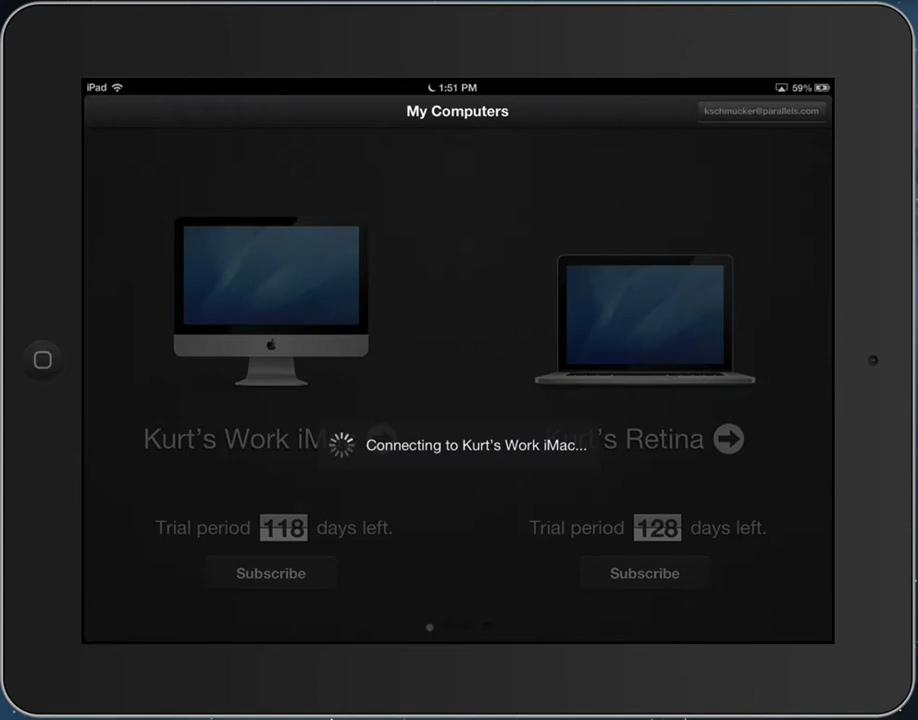 iPad 1:51 PM 59%
My Computers kschmucker@parallels.com
Kurt's Work iM
's Retina
Connecting to Kurt's Work iMac...
Trial period 118 days left.
Trial period 128 days left.
Subscribe
Subscribe